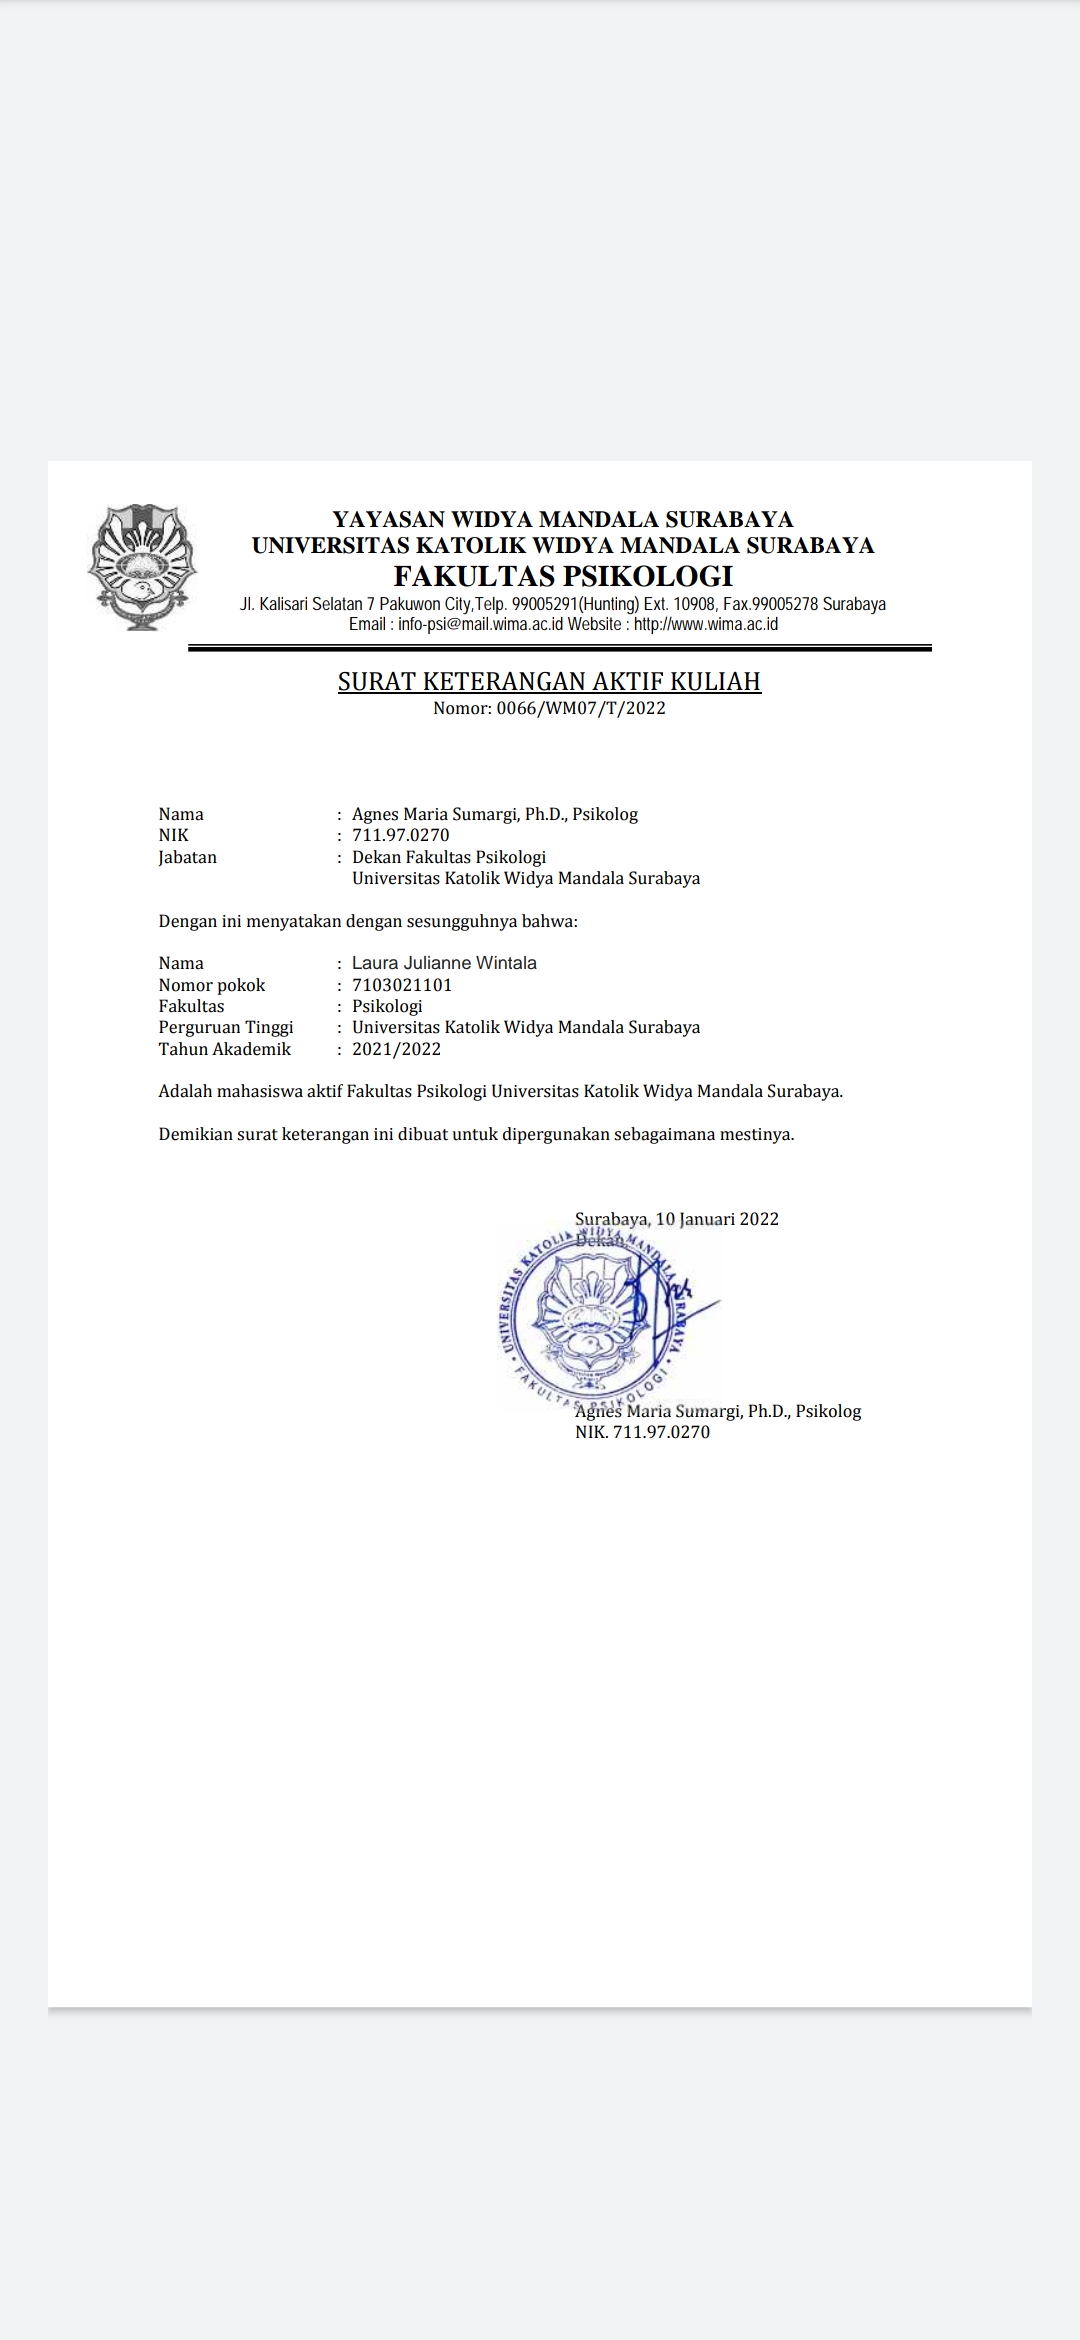 YAYASAN WIDYA MANDALA SURABAYA
UNIVERSITAS KATOLIK WIDYA MANDALA SURABAYA
FAKULTAS PSIKOLOGI
Jl. Kalisari Selatan 7 Pakuwon City,Telp. 99005291(Hunting) Ext. 10908, Fax.99005278 Surabaya
Email : info-psi@mail.wima.ac.id Website : http://www.wima.ac.id
SURAT KETERANGAN AKTIF KULIAH
Nomor: 0066/WM07/T/2022
Nama : Agnes Maria Sumargi, Ph.D., Psikolog
NIK : 711.97.0270
Jabatan : Dekan Fakultas Psikologi
Universitas Katolik Widya Mandala Surabaya
Dengan ini menyatakan dengan sesungguhnya bahwa:
Nama : Laura Julianne Wintala
Nomor pokok : 7103021101
Fakultas : Psikologi
Perguruan Tinggi : Universitas Katolik Widya Mandala Surabaya
Tahun Akademik : 2021/2022
Adalah mahasiswa aktif Fakultas Psikologi Universitas Katolik Widya Mandala Surabaya.
Demikian surat keterangan ini dibuat untuk dipergunakan sebagaimana mestinya.
Surabaya, 10 Januari 2022
Dekan,
UNIVERSITAS KATOLIK WIDYA MANDALA SURABAYA
• FAKULTAS PSIKOLOGI •
Agnes Maria Sumargi, Ph.D., Psikolog
NIK. 711.97.0270